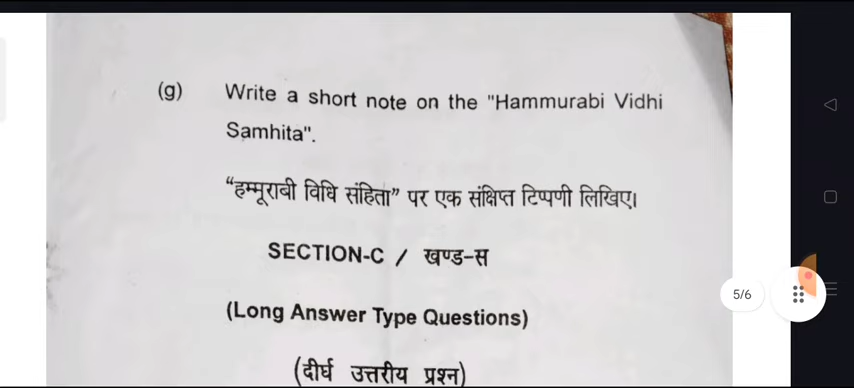 (g) Write a short note on the "Hammurabi Vidhi
Samhita".
“हम्मूराबी विधि संहिता” पर एक संक्षिप्त टिप्पणी लिखिए।
SECTION-C / खण्ड-स
5/6
(Long Answer Type Questions)
(दीर्घ उत्तरीय प्रश्न)